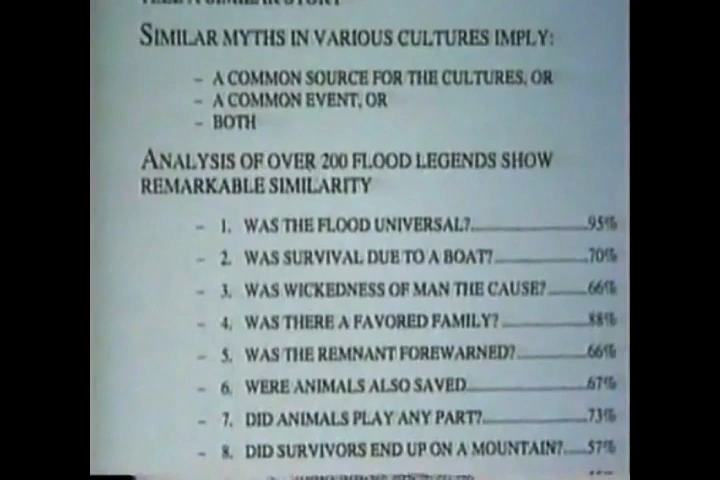 SIMILAR MYTHS IN VARIOUS CULTURES IMPLY:
– A COMMON SOURCE FOR THE CULTURES, OR
– A COMMON EVENT, OR
– BOTH
ANALYSIS OF OVER 200 FLOOD LEGENDS SHOW
REMARKABLE SIMILARITY
– 1. WAS THE FLOOD UNIVERSAL?..................95%
– 2. WAS SURVIVAL DUE TO A BOAT?..................70%
– 3. WAS WICKEDNESS OF MAN THE CAUSE?.......66%
– 4. WAS THERE A FAVORED FAMILY?..................88%
– 5. WAS THE REMNANT FOREWARNED?..............66%
– 6. WERE ANIMALS ALSO SAVED......................67%
– 7. DID ANIMALS PLAY ANY PART?....................73%
– 8. DID SURVIVORS END UP ON A MOUNTAIN?.....57%